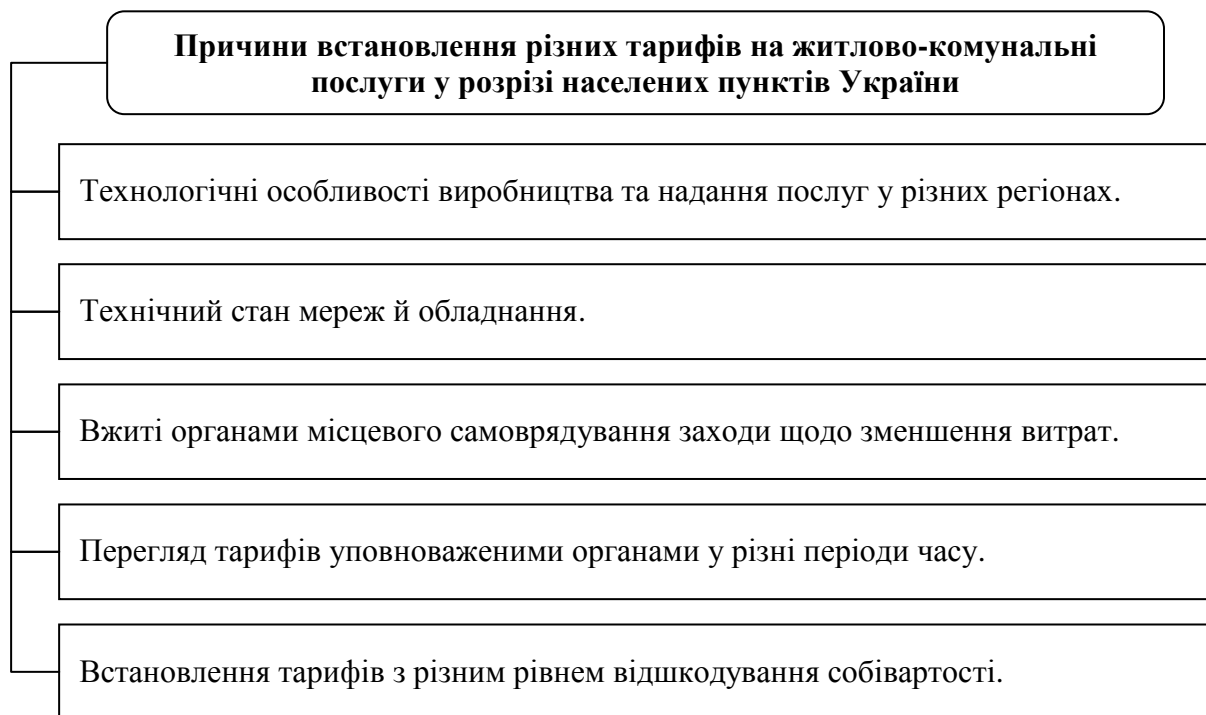 Причини встановлення різних тарифів на житлово-комунальні
послуги у розрізі населених пунктів України
Технологічні особливості виробництва та надання послуг у різних регіонах.
Технічний стан мереж й обладнання.
Вжиті органами місцевого самоврядування заходи щодо зменшення витрат.
Перегляд тарифів уповноваженими органами у різні періоди часу.
Встановлення тарифів з різним рівнем відшкодування собівартості.